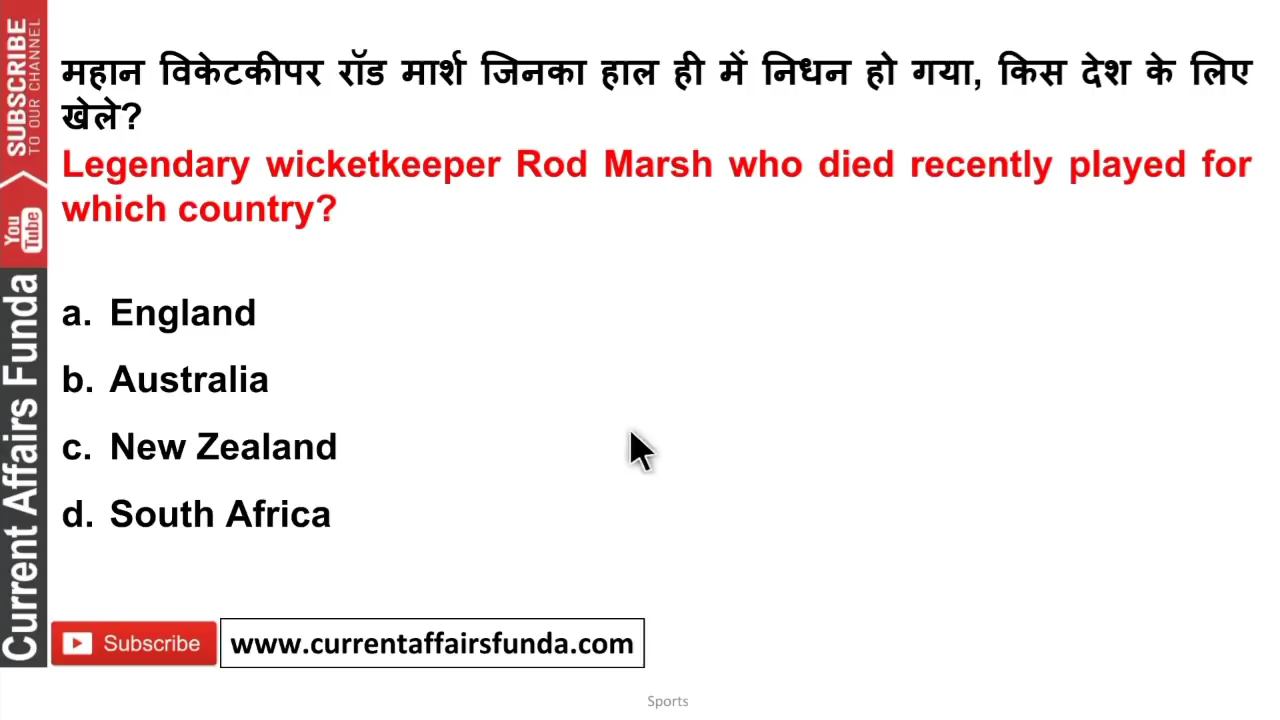 महान विकेटकीपर रॉड मार्श जिनका हाल ही में निधन हो गया, किस देश के लिए
खेले?
Legendary wicketkeeper Rod Marsh who died recently played for
which country?
a. England
b. Australia
c. New Zealand
d. South Africa
SUBSCRIBE
TO OUR CHANNEL
You
Tube
Current Affairs Funda
Subscribe
www.currentaffairsfunda.com
Sports